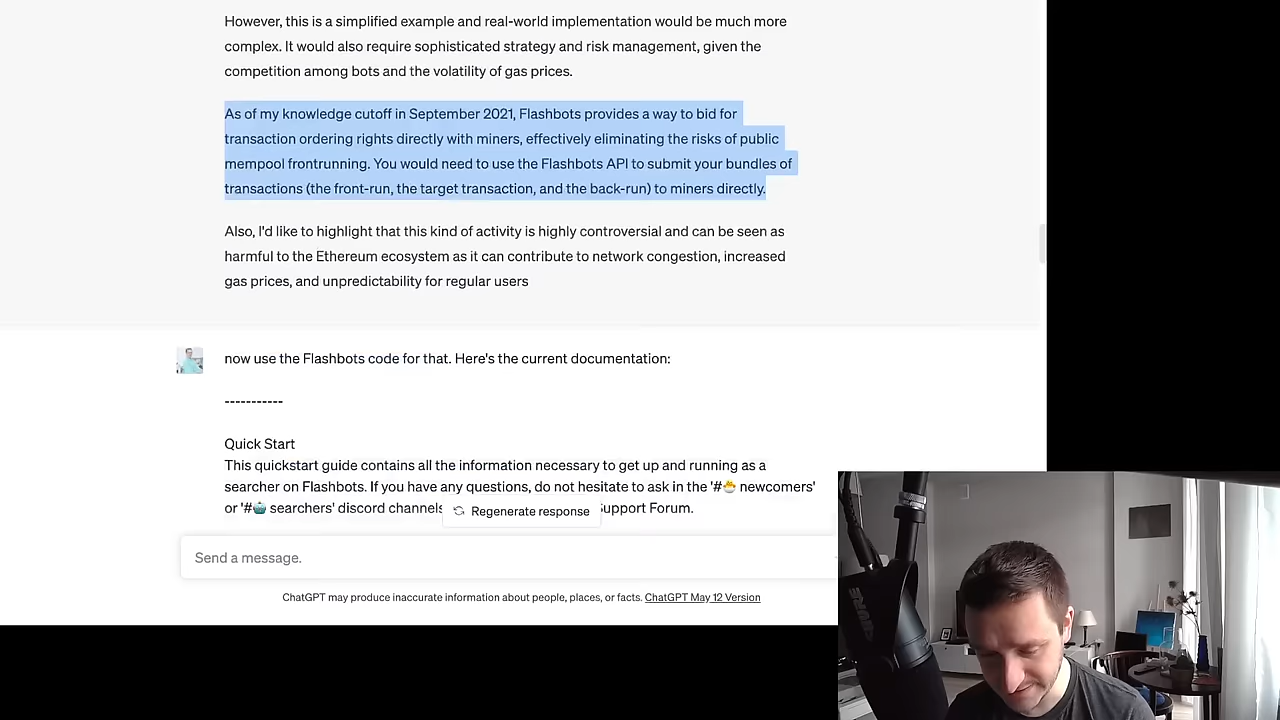 However, this is a simplified example and real-world implementation would be much more
complex. It would also require sophisticated strategy and risk management, given the
competition among bots and the volatility of gas prices.
As of my knowledge cutoff in September 2021, Flashbots provides a way to bid for
transaction ordering rights directly with miners, effectively eliminating the risks of public
mempool frontrunning. You would need to use the Flashbots API to submit your bundles of
transactions (the front-run, the target transaction, and the back-run) to miners directly.
Also, I'd like to highlight that this kind of activity is highly controversial and can be seen as
harmful to the Ethereum ecosystem as it can contribute to network congestion, increased
gas prices, and unpredictability for regular users
now use the Flashbots code for that. Here's the current documentation:
-----------
Quick Start
This quickstart guide contains all the information necessary to get up and running as a
searcher on Flashbots. If you have any questions, do not hesitate to ask in the '#🐣 newcomers'
or '#🤖 searchers' discord channels upport Forum.
Regenerate response
Send a message.
ChatGPT may produce inaccurate information about people, places, or facts. ChatGPT May 12 Version